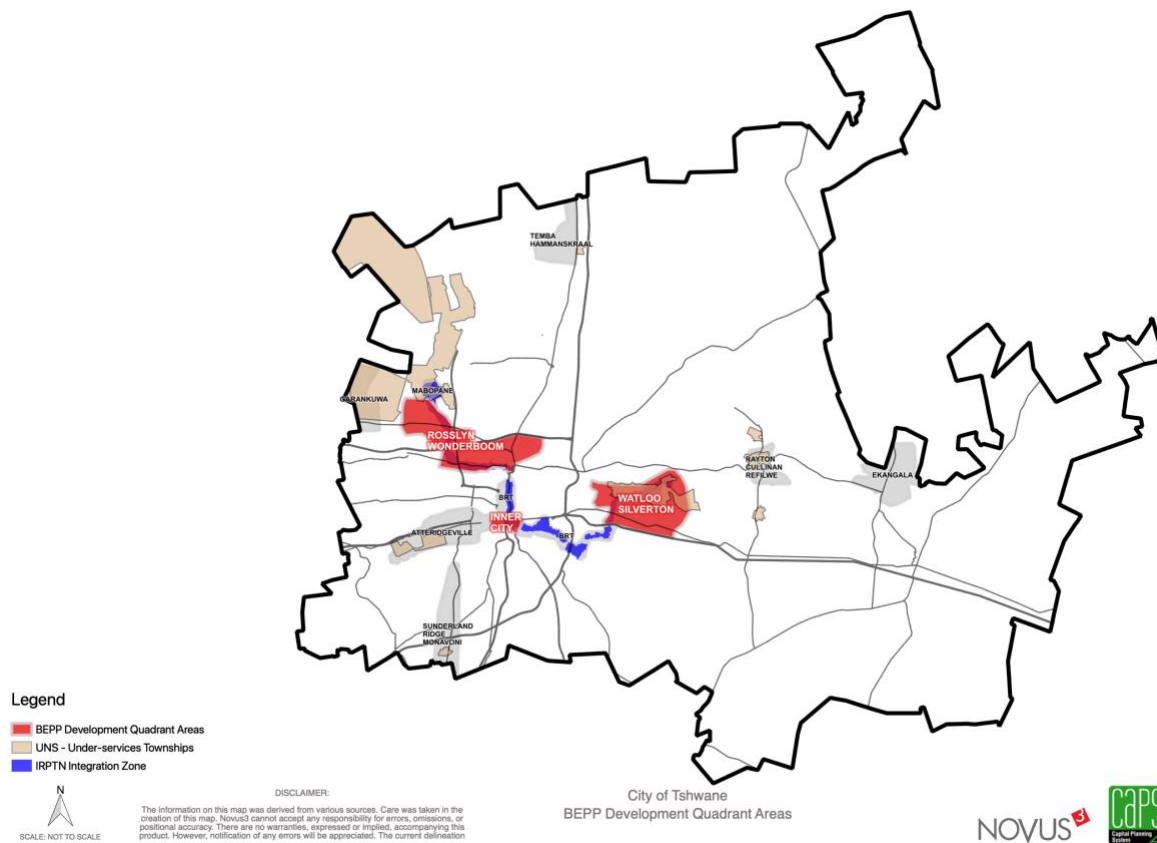 TEMBA
HAMMANSKRAAL
MABOPANE
GARANKUWA
ROSSLYN
WONDERBOOM
RAYTON
CULLINAN
REFILWE
EKANGALA
BRT
WATLOO
SILVERTON
INNER
CITY
ATTERIDGEVILLE
BRT
SUNDERLAND
RIDGE
MONAVONI
Legend
BEPP Development Quadrant Areas
UNS - Under-services Townships
IRPTN Integration Zone
N
SCALE: NOT TO SCALE
DISCLAIMER:
The information on this map was derived from various sources. Care was taken in the
creation of this map. Novus3 cannot accept any responsibility for errors, omissions, or
positional accuracy. There are no warranties, expressed or implied, accompanying this
product. However, notification of any errors will be appreciated. The current delineation
City of Tshwane
BEPP Development Quadrant Areas
NOVUS3
CAPS
Capital Planning
System